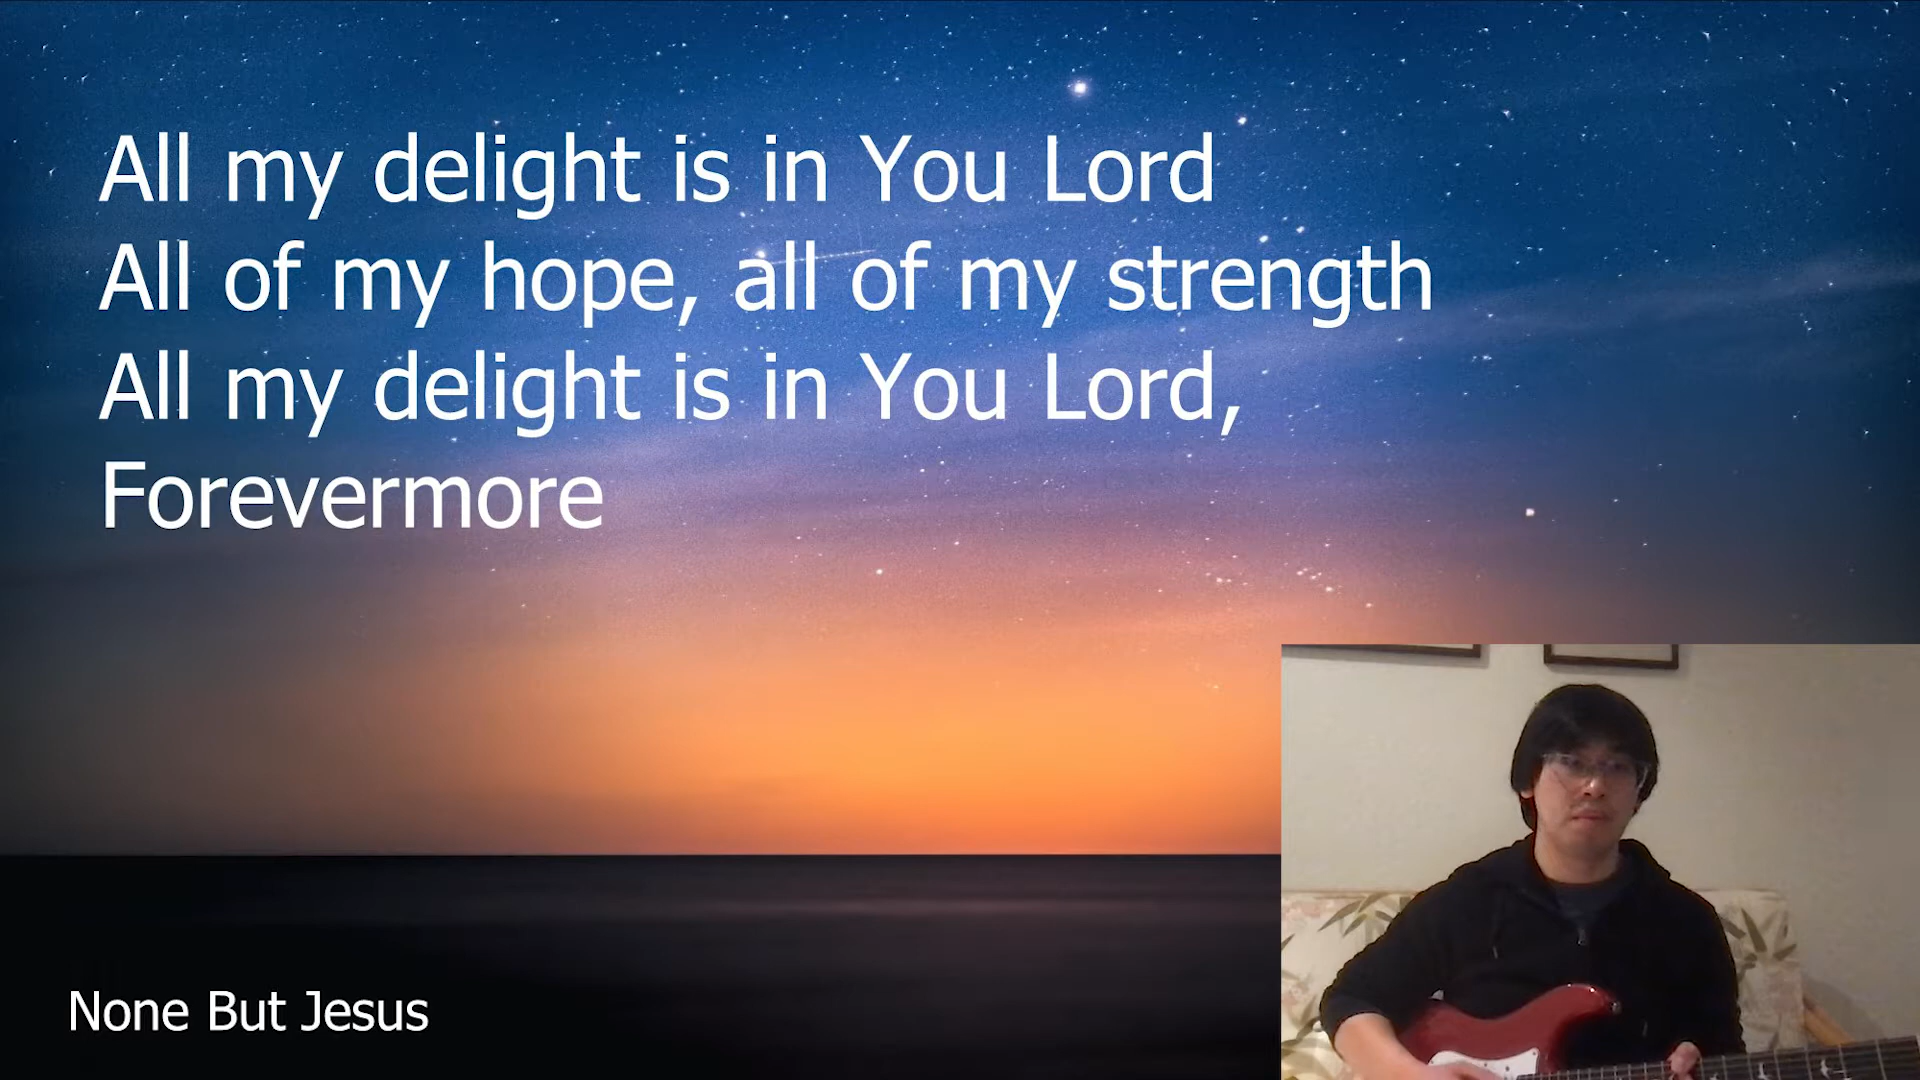 All my delight is in You Lord
All of my hope, all of my strength
All my delight is in You Lord,
Forevermore
None But Jesus